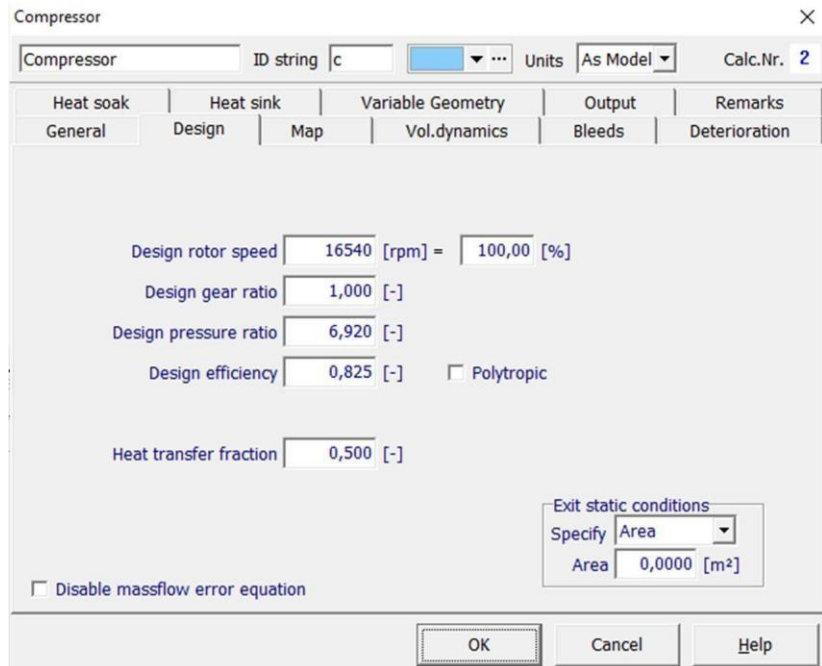 Compressor
Compressor ID string c ... Units As Model Calc.Nr. 2
Heat soak Heat sink Variable Geometry Output Remarks
General Design Map Vol.dynamics Bleeds Deterioration
Design rotor speed 16540 [rpm] = 100,00 [%]
Design gear ratio 1,000 [-]
Design pressure ratio 6,920 [-]
Design efficiency 0,825 [-] Polytropic
Heat transfer fraction 0,500 [-]
Exit static conditions
Specify Area
Area 0,0000 [m²]
Disable massflow error equation
OK Cancel Help